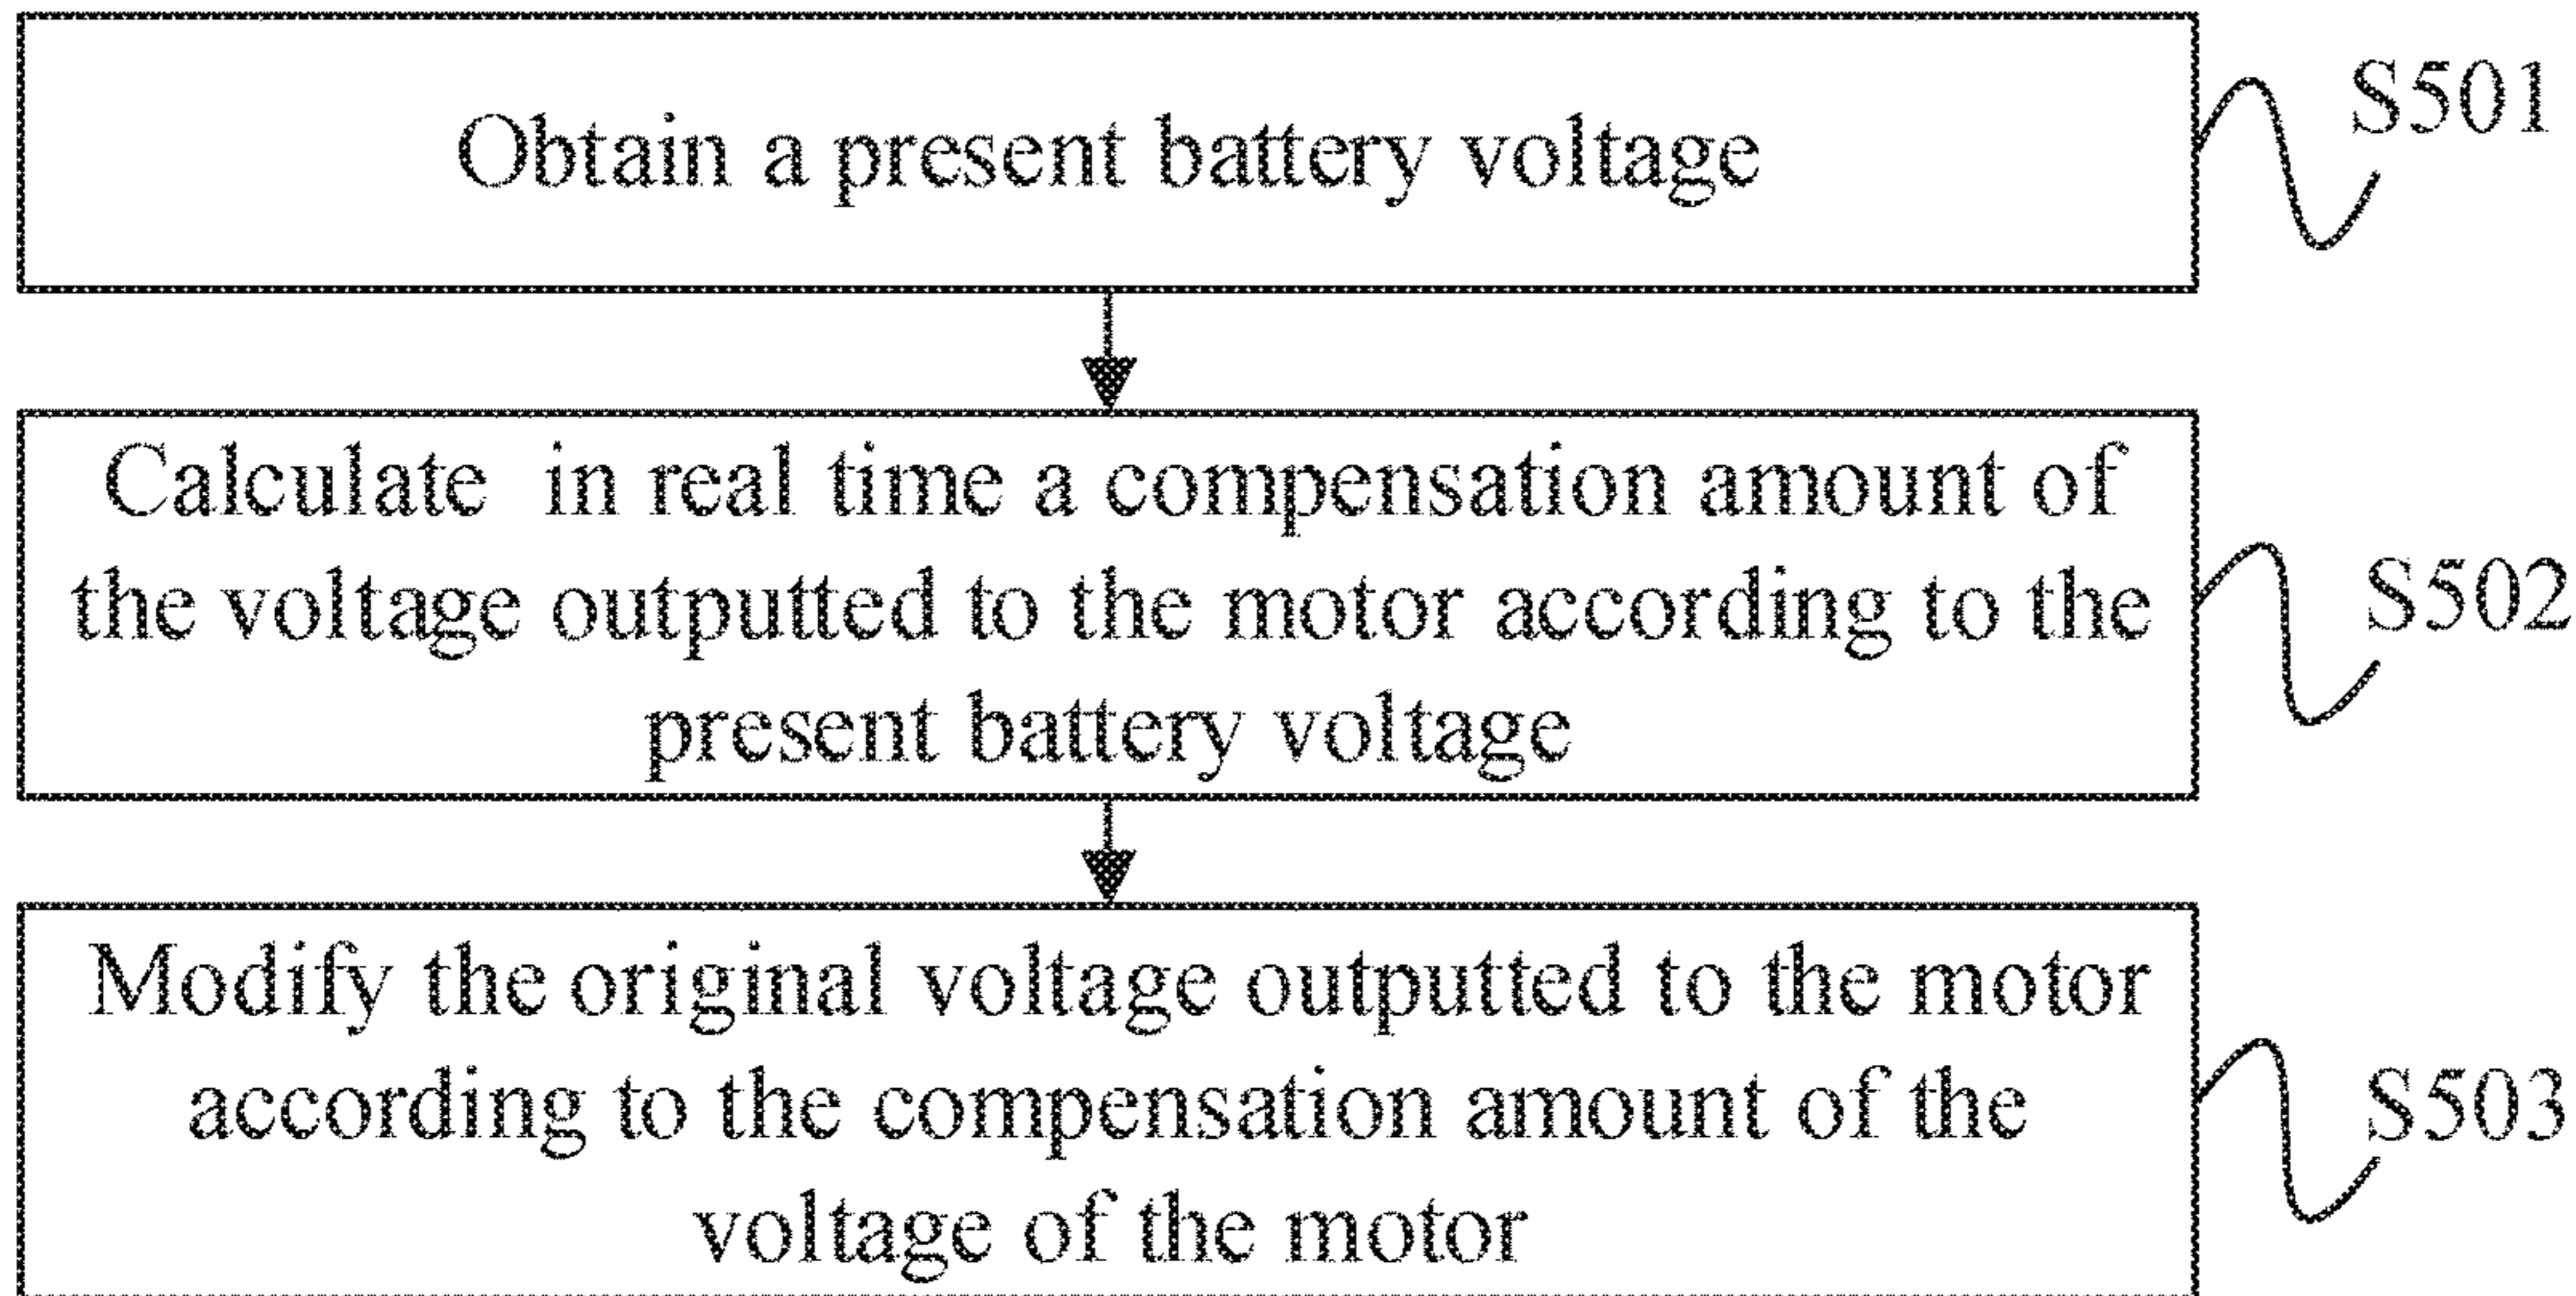 Obtain a present battery voltage
S501
Calculate in real time a compensation amount of
the voltage outputted to the motor according to the
present battery voltage
S502
Modify the original voltage outputted to the motor
according to the compensation amount of the
voltage of the motor
S503